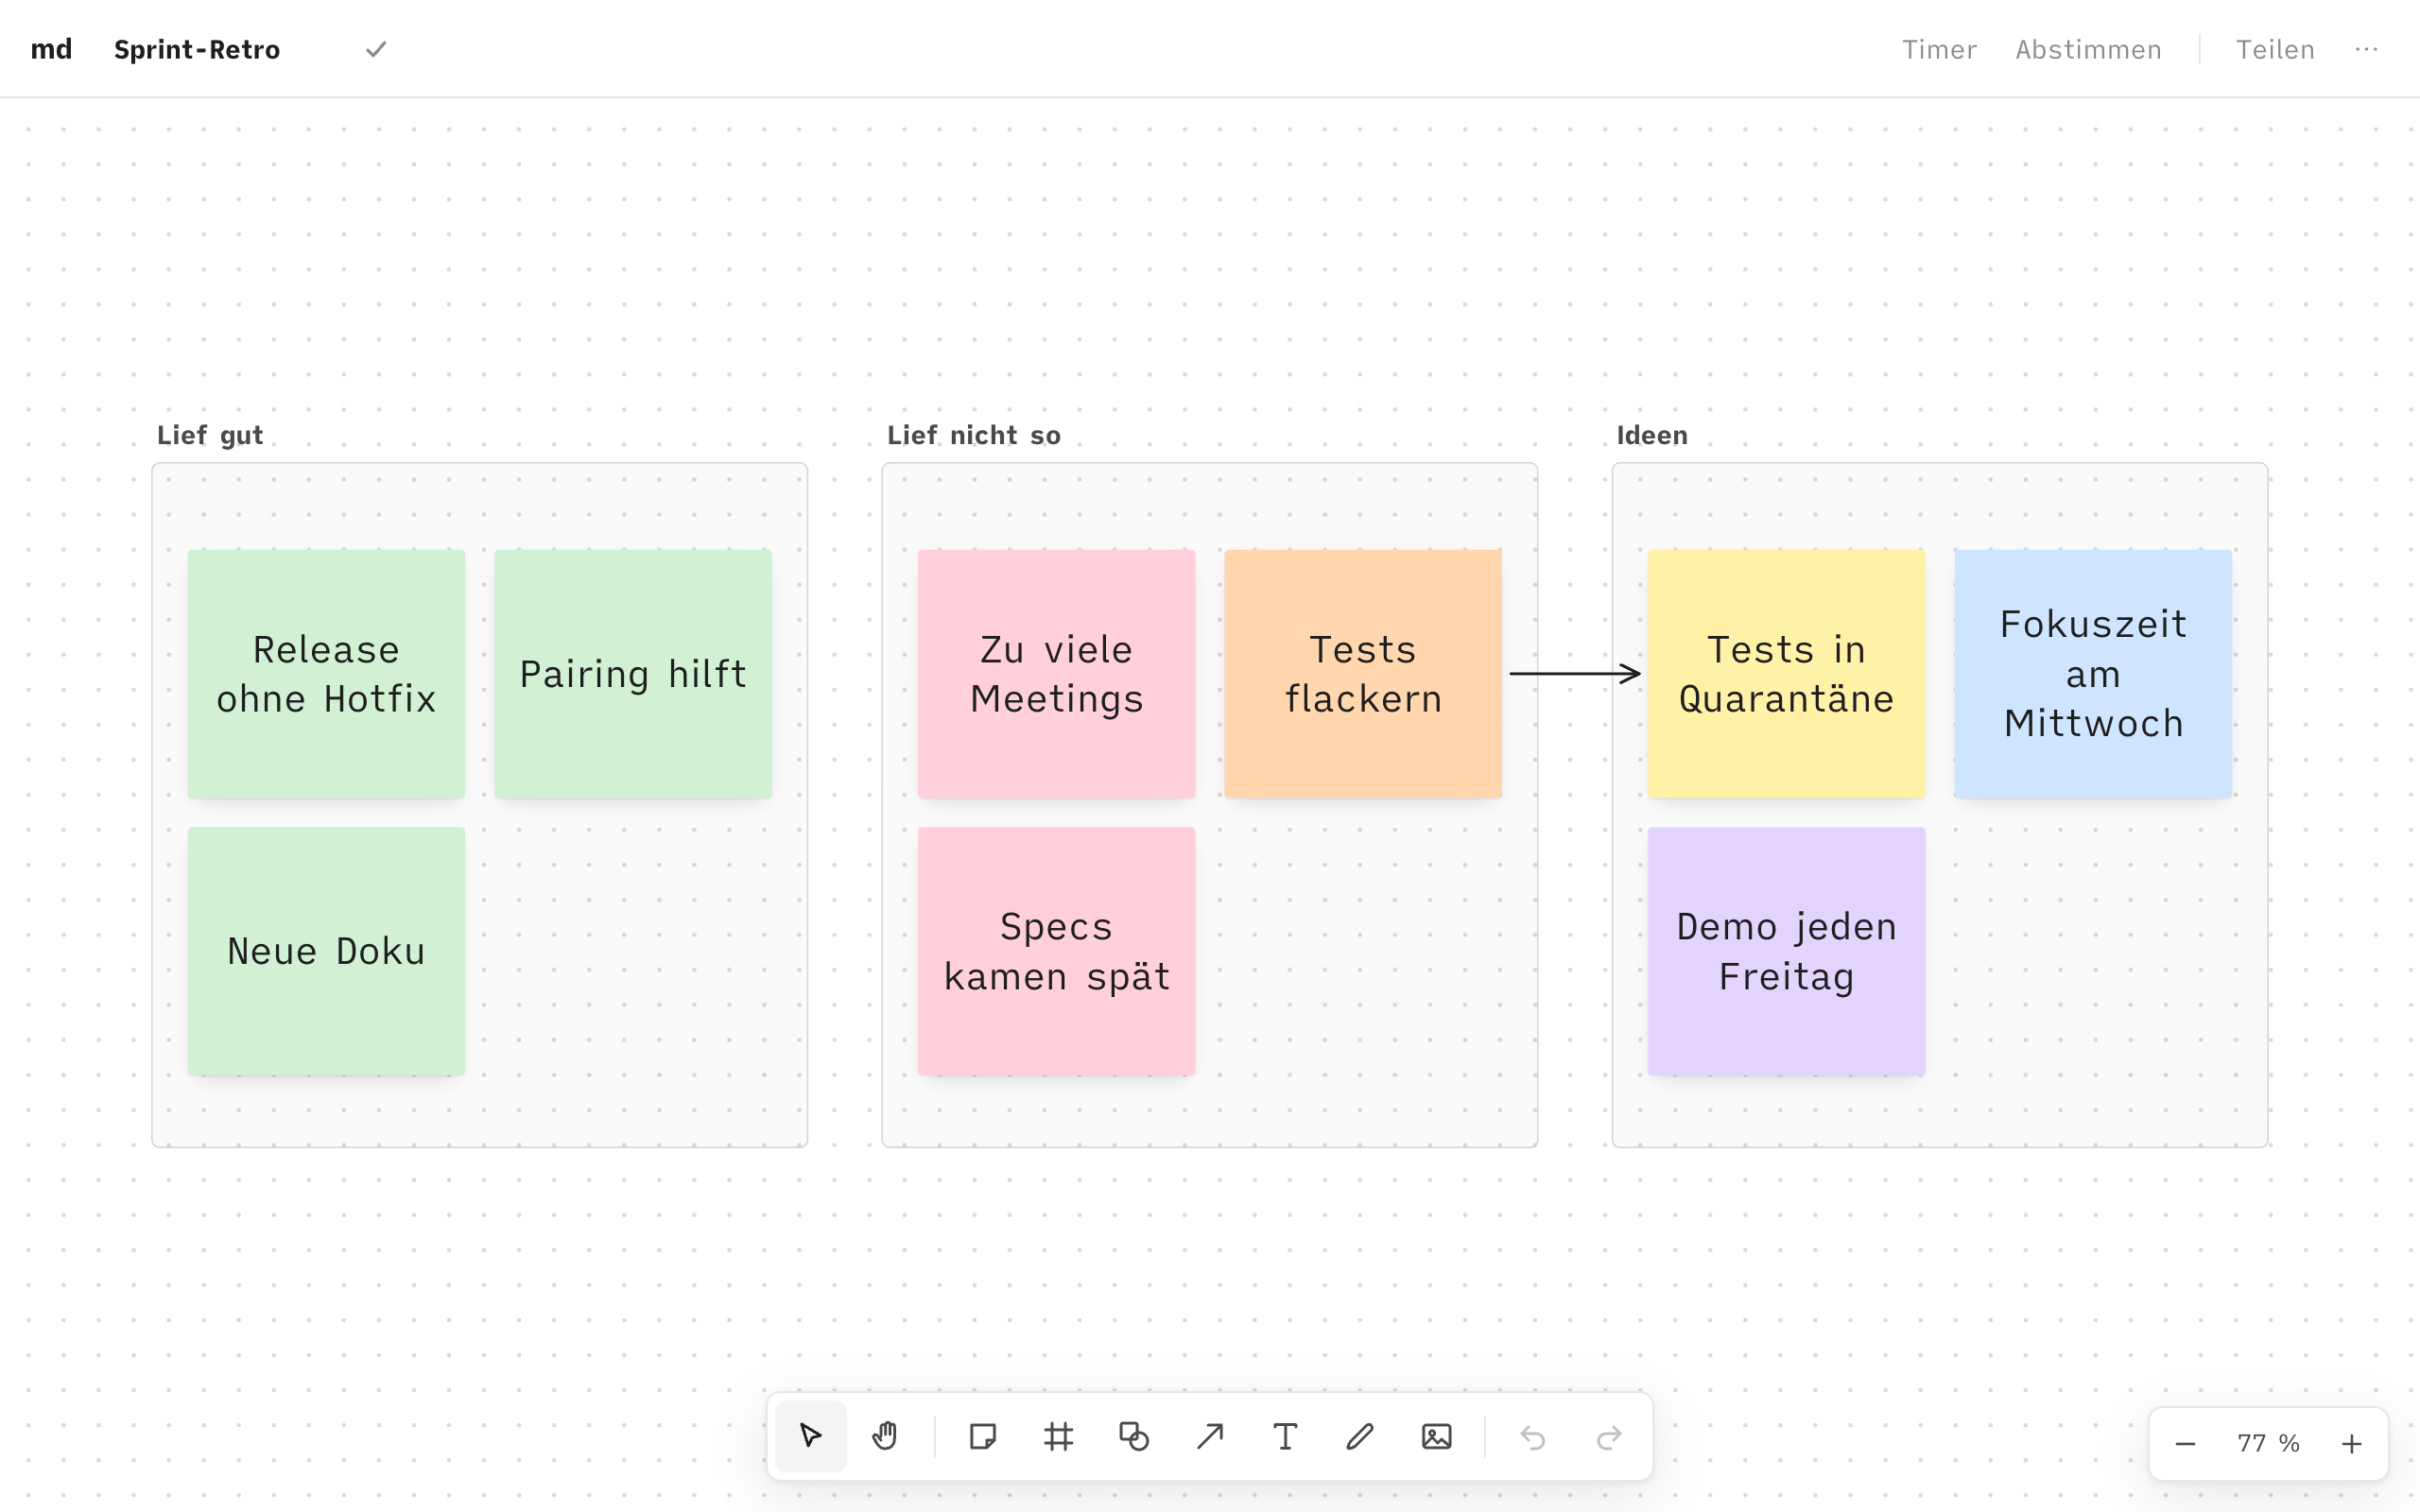 md
Sprint-Retro
Timer
Abstimmen
Teilen
Lief gut
Release
ohne Hotfix
Pairing hilft
Neue Doku
Lief nicht so
Zu viele
Meetings
Tests
flackern
Specs
kamen spät
Ideen
Tests in
Quarantäne
Fokuszeit
am
Mittwoch
Demo jeden
Freitag
77 %